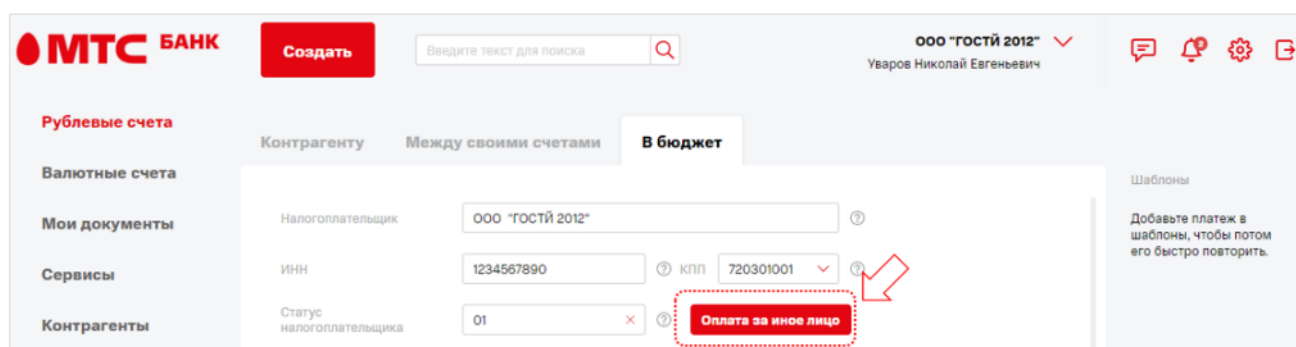 МТС БАНК
Создать
Введите текст для поиска
ООО "ГОСТЙ 2012"
Уваров Николай Евгеньевич
Рублевые счета
Валютные счета
Мои документы
Сервисы
Контрагенты
Контрагенту
Между своими счетами
В бюджет
Налогоплательщик
ООО "ГОСТЙ 2012"
?
ИНН
1234567890
?
КПП
720301001
?
Статус
налогоплательщика
01
?
Оплата за иное лицо
Шаблоны
Добавьте платеж в
шаблоны, чтобы потом
его быстро повторить.